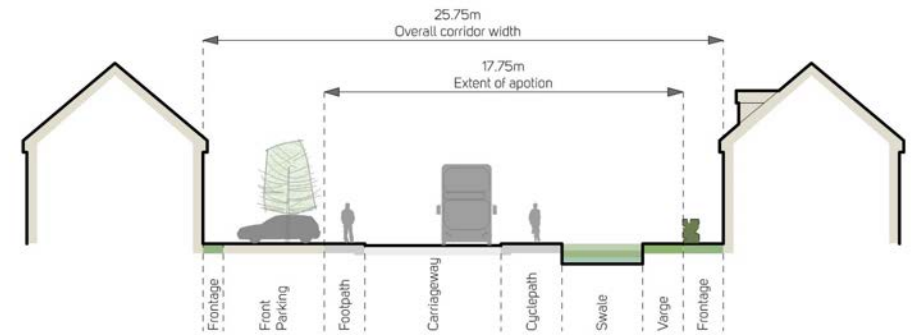 25.75m
Overall corridor width
17.75m
Extent of apotion
Frontage
Front
Parking
Footpath
Carriageway
Cyclepath
Swale
Varge
Frontage